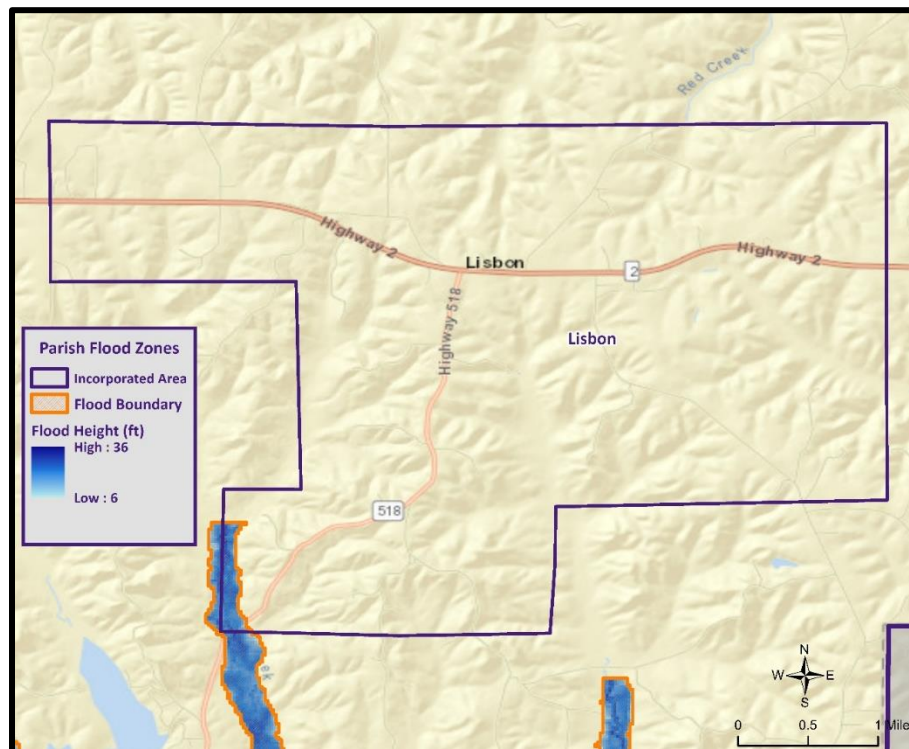 Red Creek
Highway 2
Lisbon
2
Highway 2
Highway 518
Lisbon
Parish Flood Zones
Incorporated Area
Flood Boundary
Flood Height (ft)
High : 36
Low : 6
518
N
W E
S
0 0.5 1 Mile